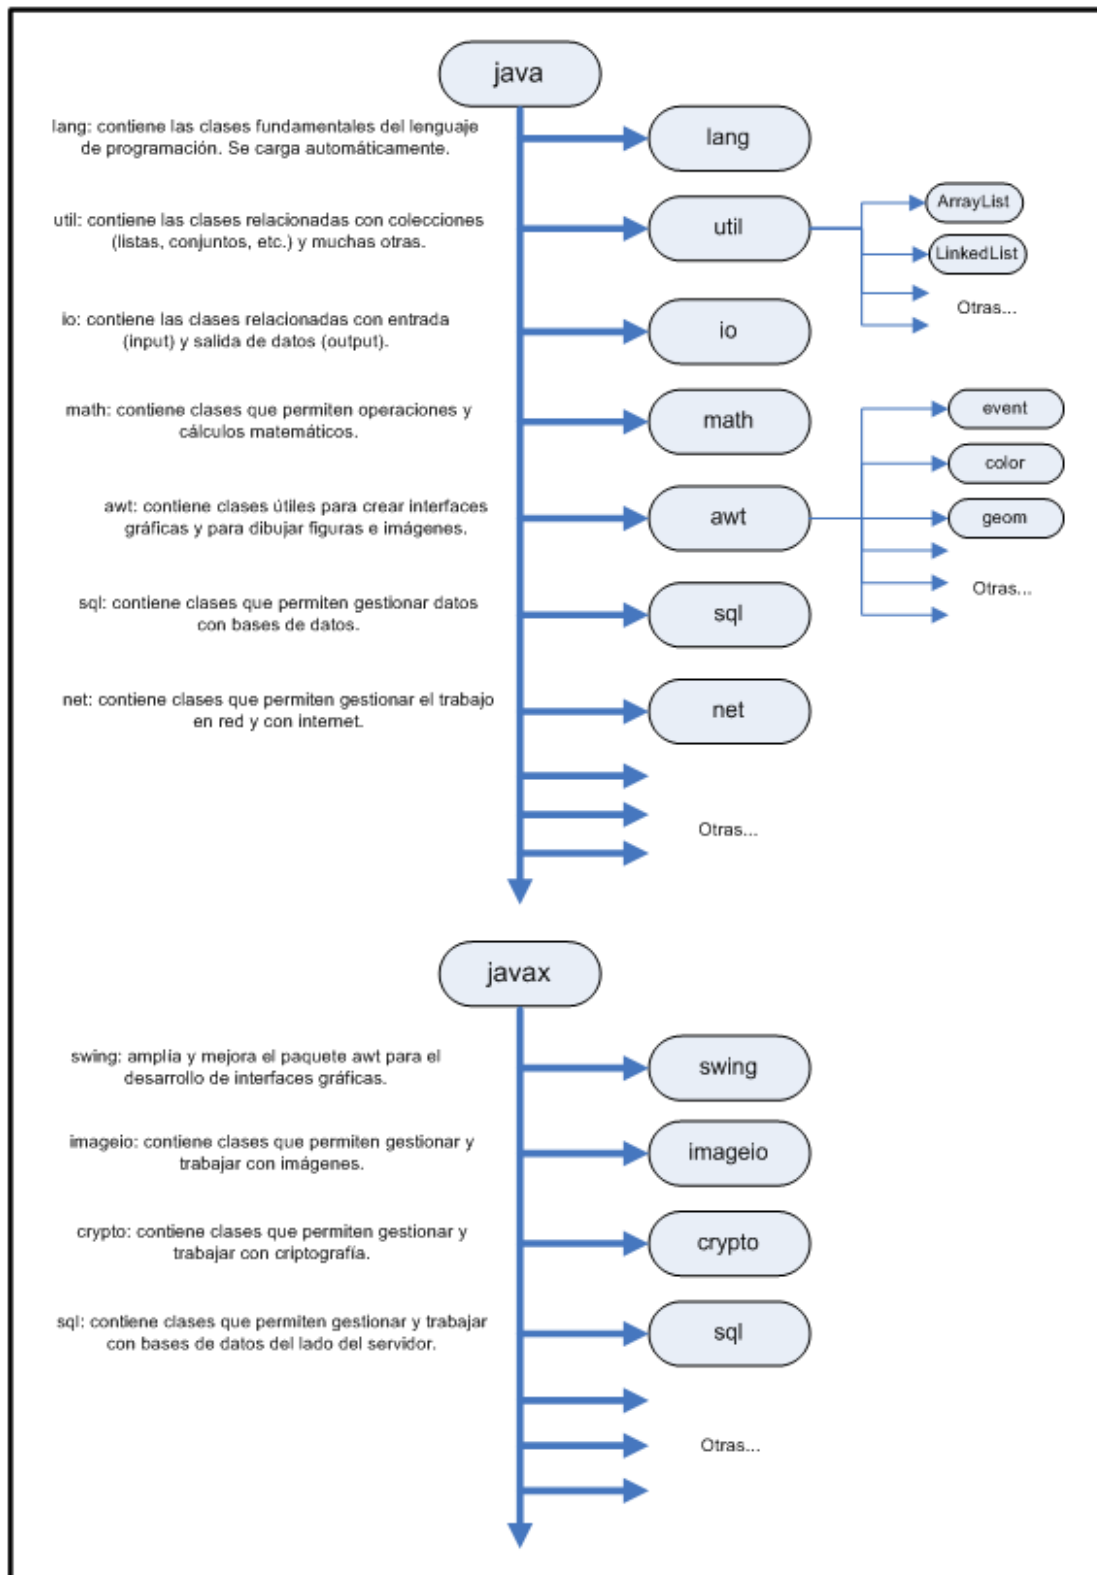 java
lang: contiene las clases fundamentales del lenguaje
de programación. Se carga automáticamente.
lang
util: contiene las clases relacionadas con colecciones
(listas, conjuntos, etc.) y muchas otras.
util
ArrayList
LinkedList
Otras...
io: contiene las clases relacionadas con entrada
(input) y salida de datos (output).
io
math: contiene clases que permiten operaciones y
cálculos matemáticos.
math
awt: contiene clases útiles para crear interfaces
gráficas y para dibujar figuras e imágenes.
awt
event
color
geom
Otras...
sql: contiene clases que permiten gestionar datos
con bases de datos.
sql
net: contiene clases que permiten gestionar el trabajo
en red y con internet.
net
Otras...
javax
swing: amplia y mejora el paquete awt para el
desarrollo de interfaces gráficas.
swing
imageio: contiene clases que permiten gestionar y
trabajar con imágenes.
imageio
crypto: contiene clases que permiten gestionar y
trabajar con criptografía.
crypto
sql: contiene clases que permiten gestionar y trabajar
con bases de datos del lado del servidor.
sql
Otras...